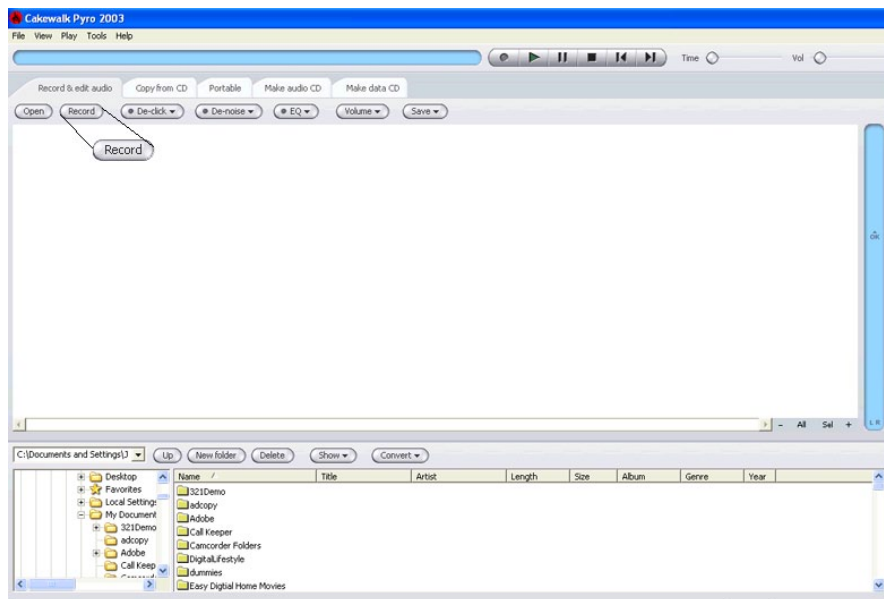 Cakewalk Pyro 2003
File View Play Tools Help
Time Vol
Record & edit audio Copy from CD Portable Make audio CD Make data CD
Open Record De-click De-noise EQ Volume Save
Record
OK
- All Sel + L R
C:\Documents and Settings\J Up New folder Delete Show Convert
Name / Title Artist Length Size Album Genre Year
Desktop
Favorites
Local Setting
My Document
321Demo
adcopy
Adobe
Call Keep
321Demo
adcopy
Adobe
Call Keeper
Camcorder Folders
DigitalLifestyle
dummies
Easy Digtial Home Movies